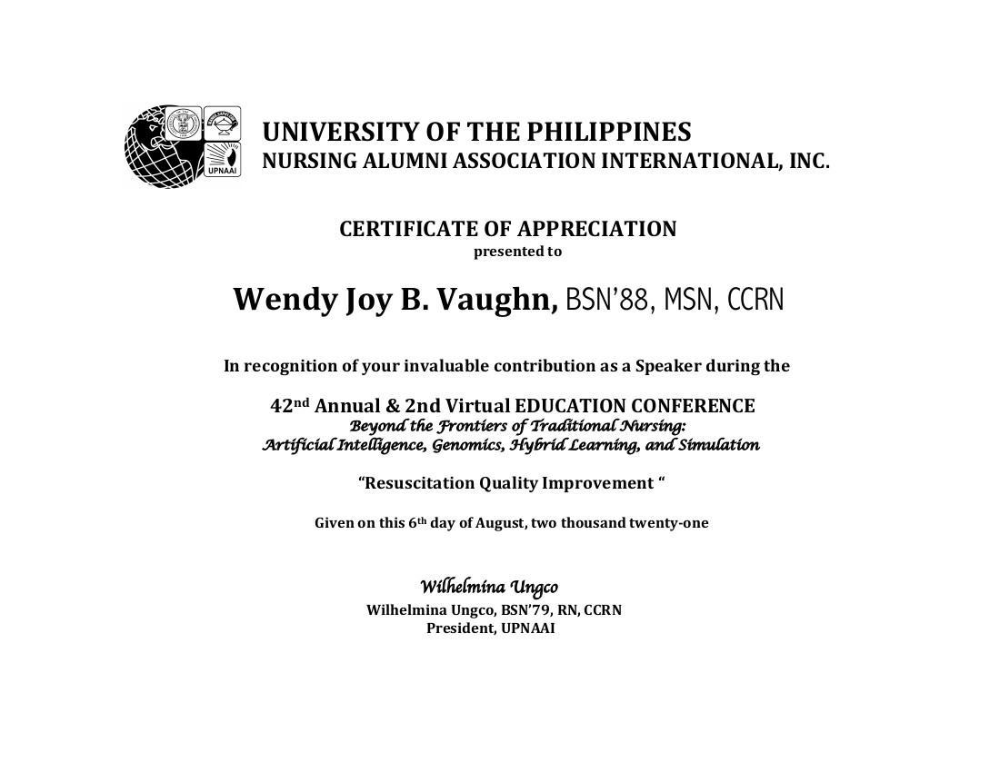 UPNAAI
UNIVERSITY OF THE PHILIPPINES
NURSING ALUMNI ASSOCIATION INTERNATIONAL, INC.
CERTIFICATE OF APPRECIATION
presented to
Wendy Joy B. Vaughn, BSN’88, MSN, CCRN
In recognition of your invaluable contribution as a Speaker during the
42nd Annual & 2nd Virtual EDUCATION CONFERENCE
Beyond the Frontiers of Traditional Nursing:
Artificial Intelligence, Genomics, Hybrid Learning, and Simulation
“Resuscitation Quality Improvement “
Given on this 6th day of August, two thousand twenty-one
Wilhelmina Ungco
Wilhelmina Ungco, BSN’79, RN, CCRN
President, UPNAAI